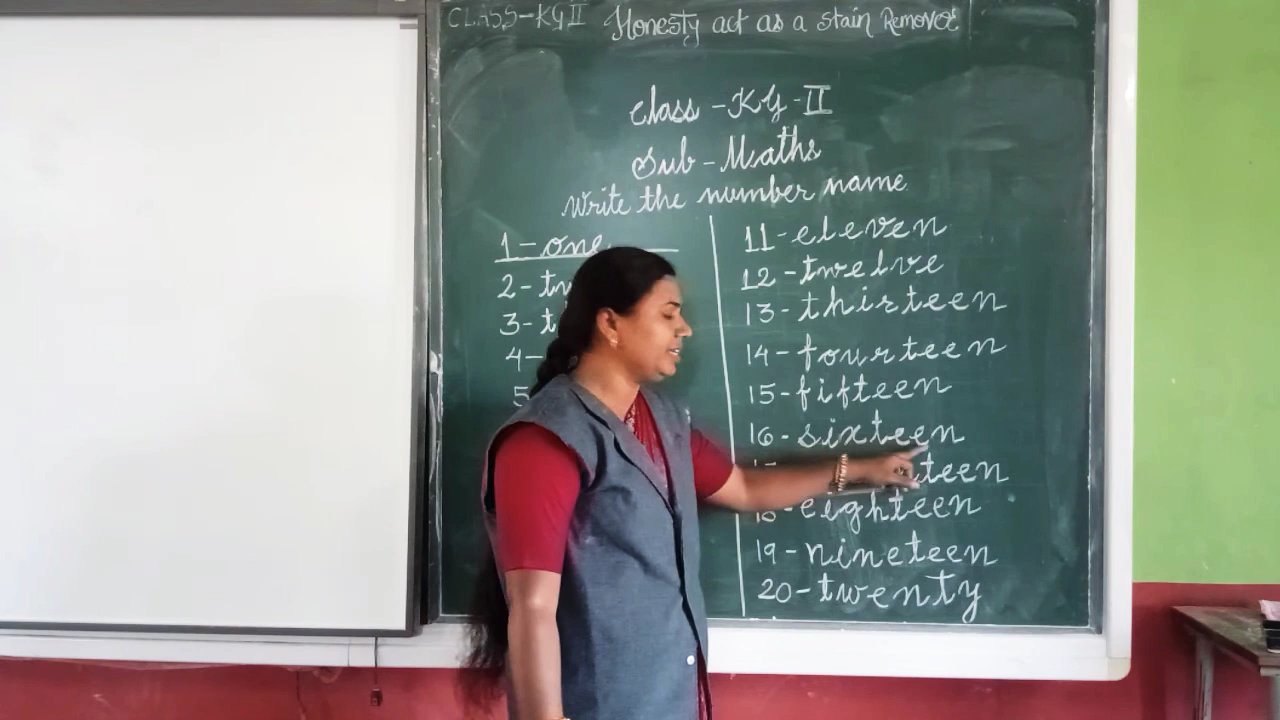 CLASS-KG II Honesty act as a stain Remover
Class - KG - II
Sub - Maths
Write the number name
1 - one
2 -
3 -
4 -
5
11 - eleven
12 - twelve
13 - thirteen
14 - fourteen
15 - fifteen
16 - sixteen
teen
18 - eighteen
19 - nineteen
20 - twenty